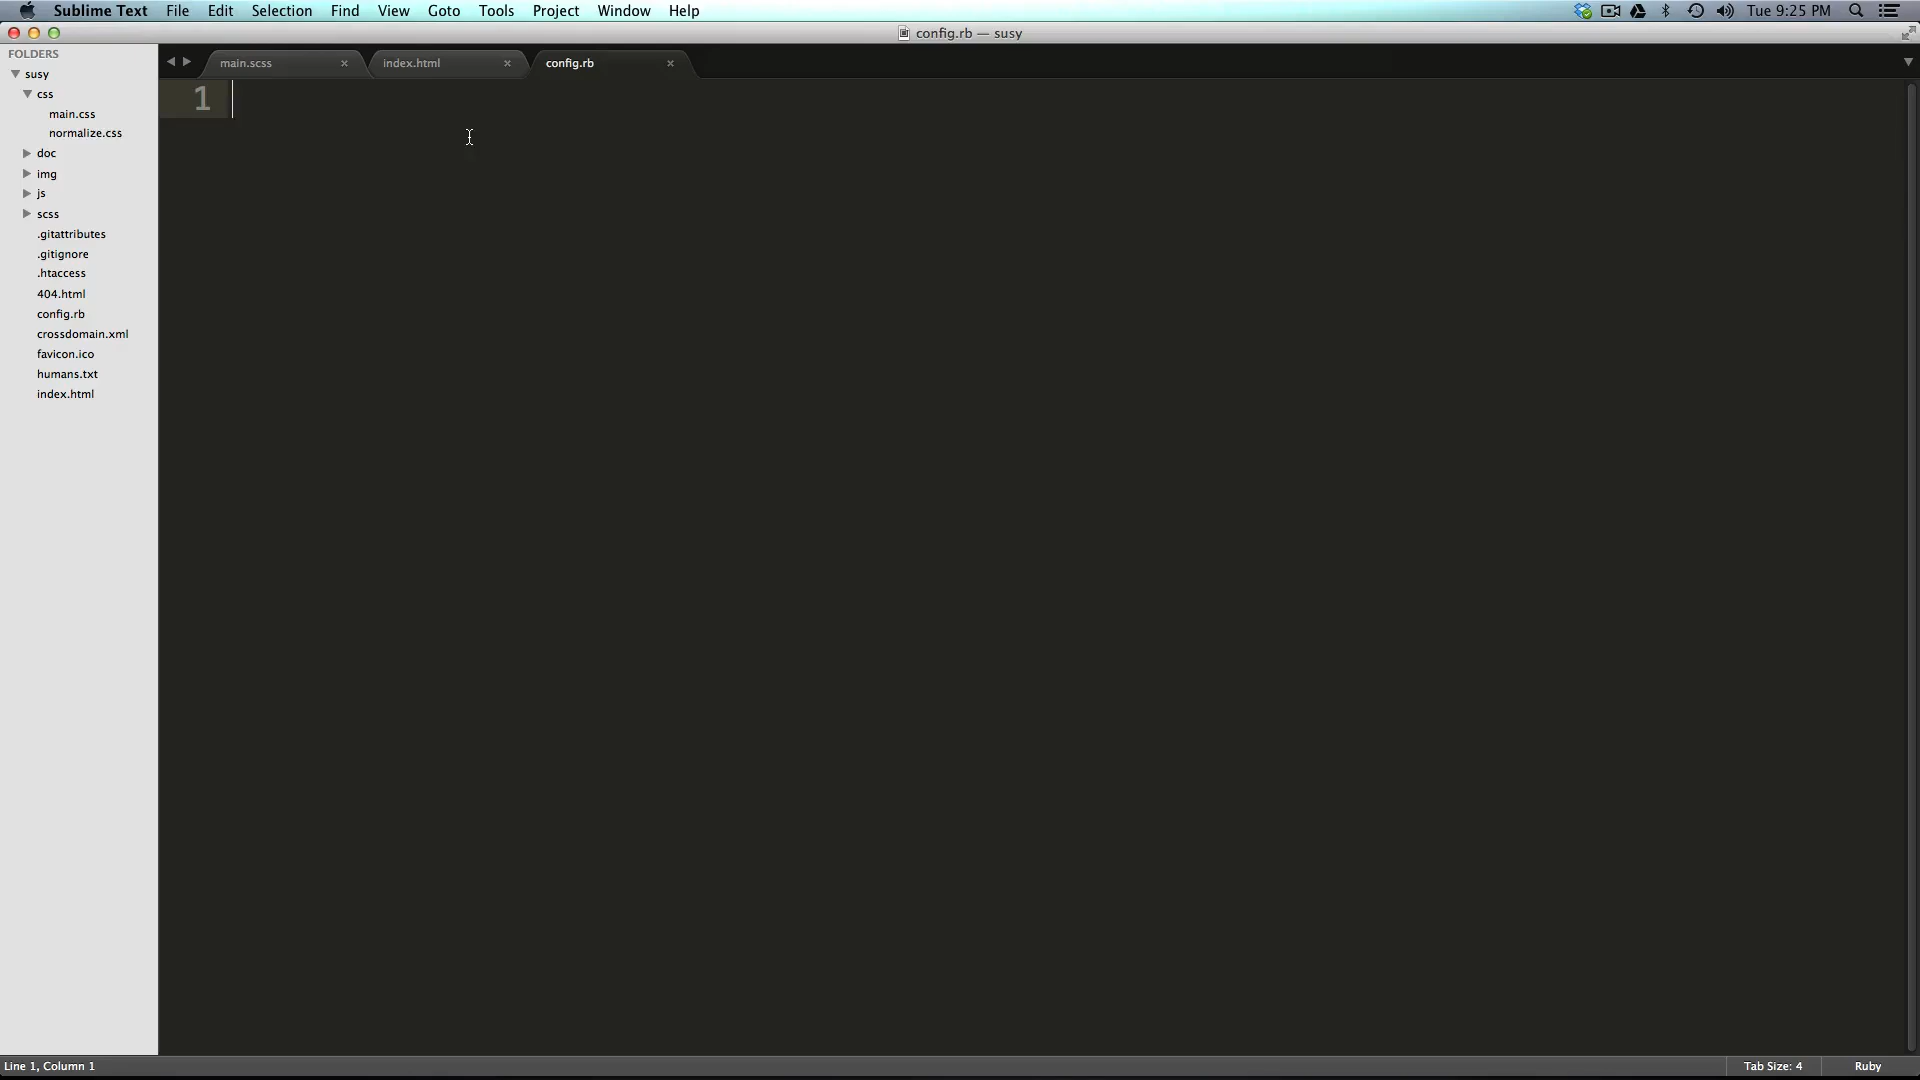 Sublime Text File Edit Selection Find View Goto Tools Project Window Help Tue 9:25 PM
config.rb — susy
FOLDERS
susy
css
main.css
normalize.css
doc
img
js
scss
.gitattributes
.gitignore
.htaccess
404.html
config.rb
crossdomain.xml
favicon.ico
humans.txt
index.html
main.scss index.html config.rb
1
Line 1, Column 1 Tab Size: 4 Ruby